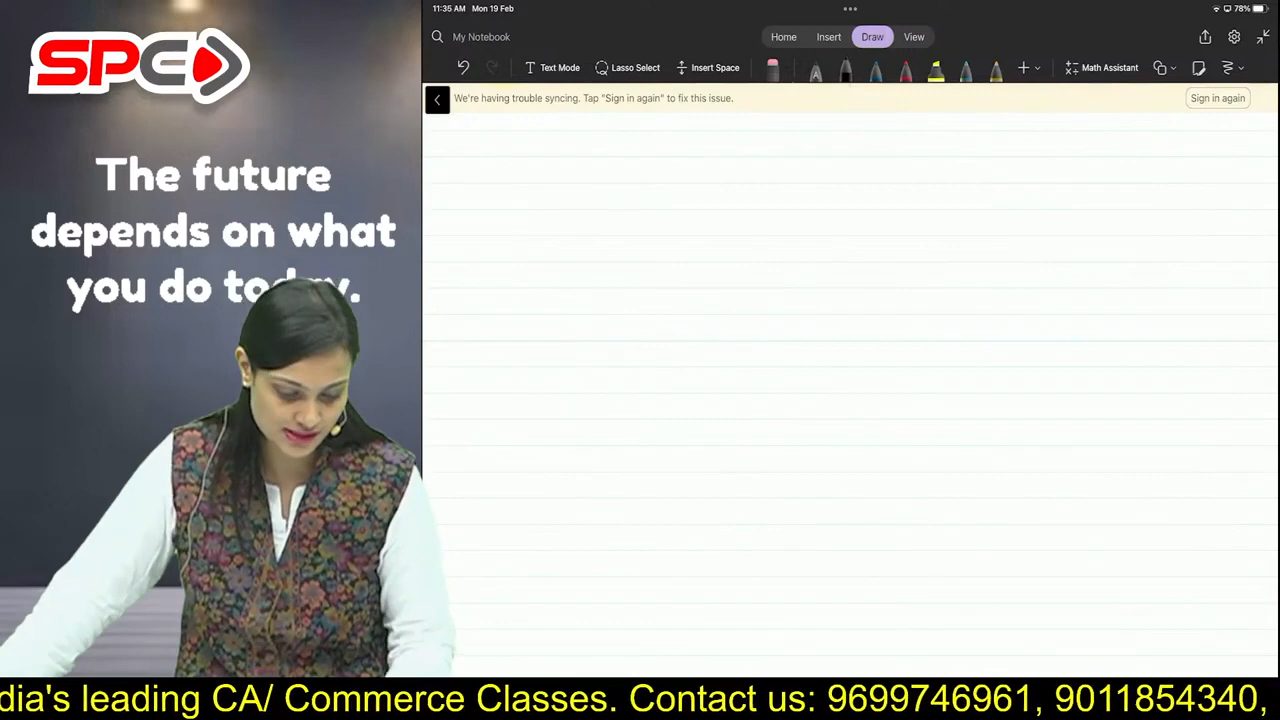 SPED
The future
depends on what
you do today.
11:35 AM Mon 19 Feb
78%
My Notebook
Home Insert Draw View
Text Mode Lasso Select Insert Space Math Assistant
We're having trouble syncing. Tap "Sign in again" to fix this issue. Sign in again
dia's leading CA/ Commerce Classes. Contact us: 9699746961, 9011854340,